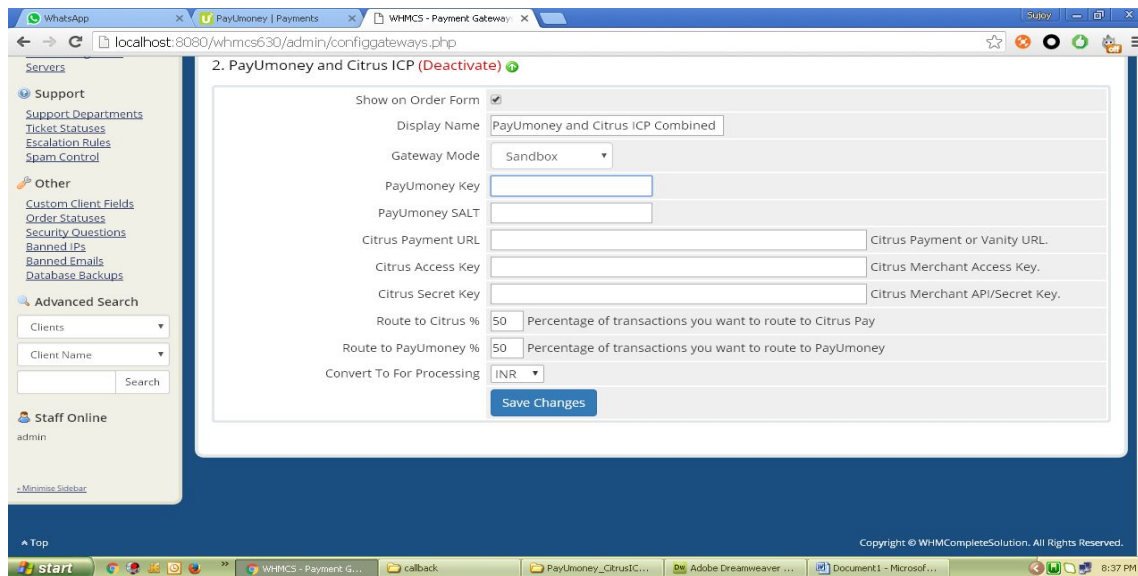 WhatsApp
PayUmoney | Payments
WHMCS - Payment Gateway
Sujoy
localhost:8080/whmcs630/admin/configgateways.php
Servers
Support
Support Departments
Ticket Statuses
Escalation Rules
Spam Control
Other
Custom Client Fields
Order Statuses
Security Questions
Banned IPs
Banned Emails
Database Backups
Advanced Search
Clients
Client Name
Search
Staff Online
admin
« Minimise Sidebar
2. PayUmoney and Citrus ICP (Deactivate)
Show on Order Form
Display Name PayUmoney and Citrus ICP Combined
Gateway Mode Sandbox
PayUmoney Key
PayUmoney SALT
Citrus Payment URL Citrus Payment or Vanity URL.
Citrus Access Key Citrus Merchant Access Key.
Citrus Secret Key Citrus Merchant API/Secret Key.
Route to Citrus % 50 Percentage of transactions you want to route to Citrus Pay
Route to PayUmoney % 50 Percentage of transactions you want to route to PayUmoney
Convert To For Processing INR
Save Changes
Top
Copyright © WHMCompleteSolution. All Rights Reserved.
start » WHMCS - Payment G... callback PayUmoney_CitrusIC... Dw Adobe Dreamweaver ... Document1 - Microsof... 8:37 PM